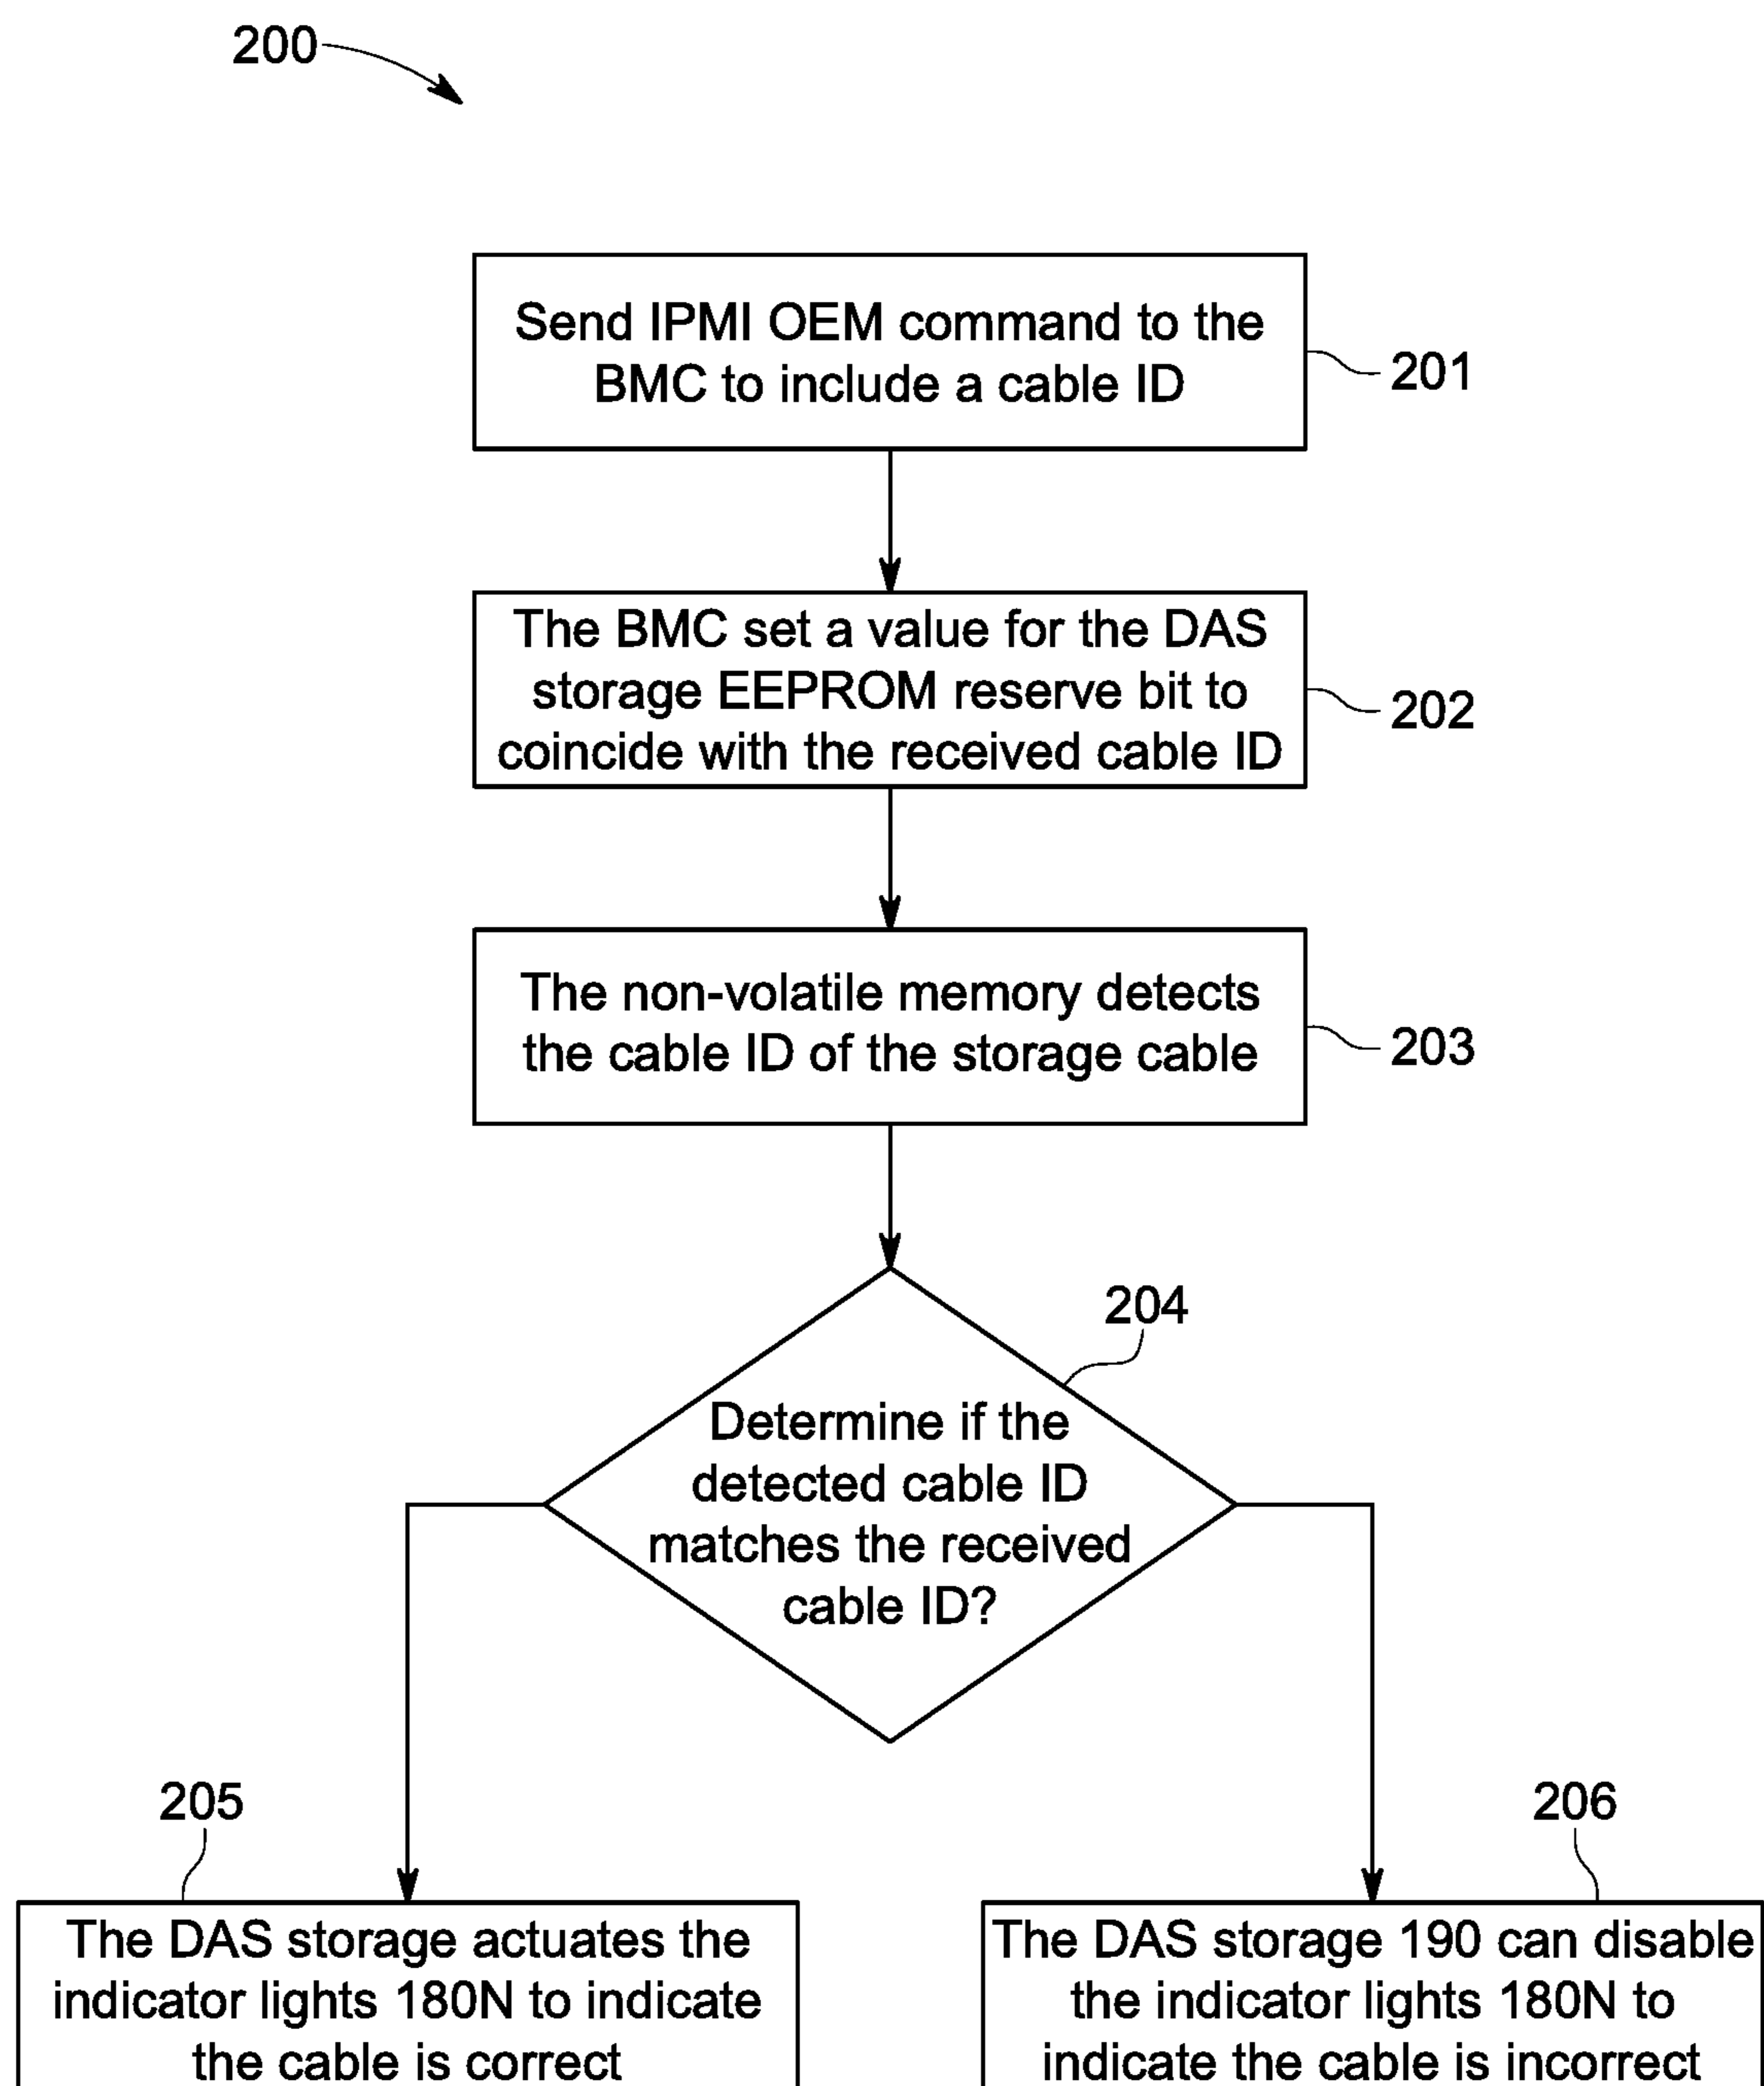 200
Send IPMI OEM command to the
BMC to include a cable ID
201
The BMC set a value for the DAS
storage EEPROM reserve bit to
coincide with the received cable ID
202
The non-volatile memory detects
the cable ID of the storage cable
203
204
Determine if the
detected cable ID
matches the received
cable ID?
205
The DAS storage actuates the
indicator lights 180N to indicate
the cable is correct
206
The DAS storage 190 can disable
the indicator lights 180N to
indicate the cable is incorrect